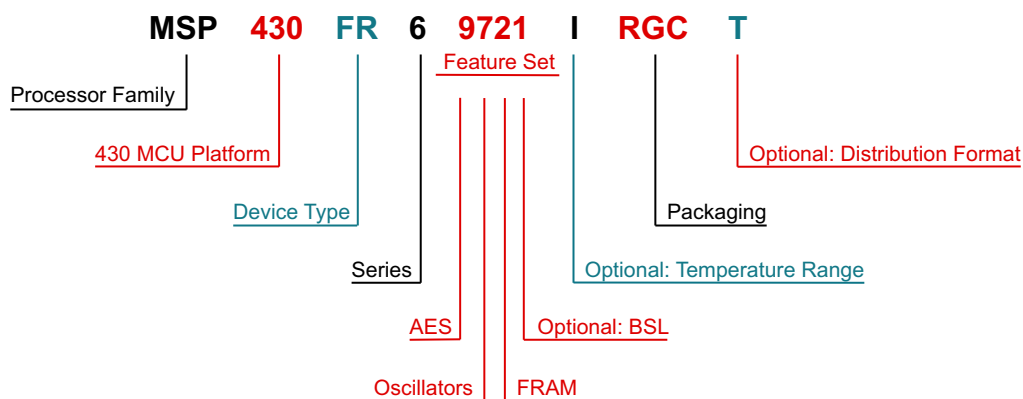 MSP 430 FR 6 9721 I RGC T
Feature Set
Processor Family
430 MCU Platform
Optional: Distribution Format
Device Type
Packaging
Series
Optional: Temperature Range
AES
Optional: BSL
Oscillators
FRAM